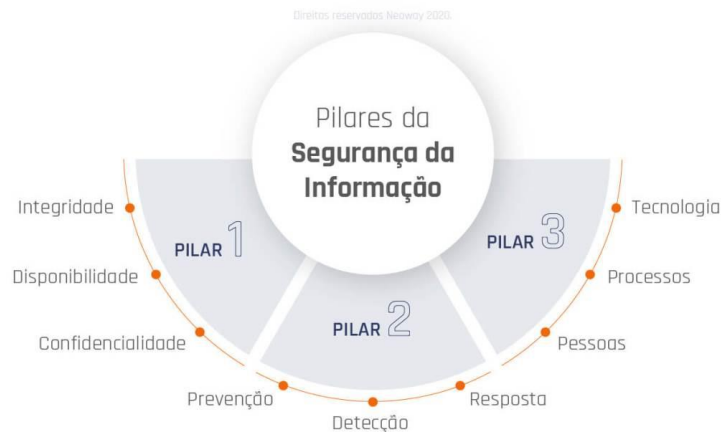 Direitos reservados Neoway 2020.
Pilares da
Segurança da
Informação
Integridade
Disponibilidade
Confidencialidade
PILAR 1
Prevenção
Detecção
Resposta
PILAR 2
Tecnologia
Processos
Pessoas
PILAR 3